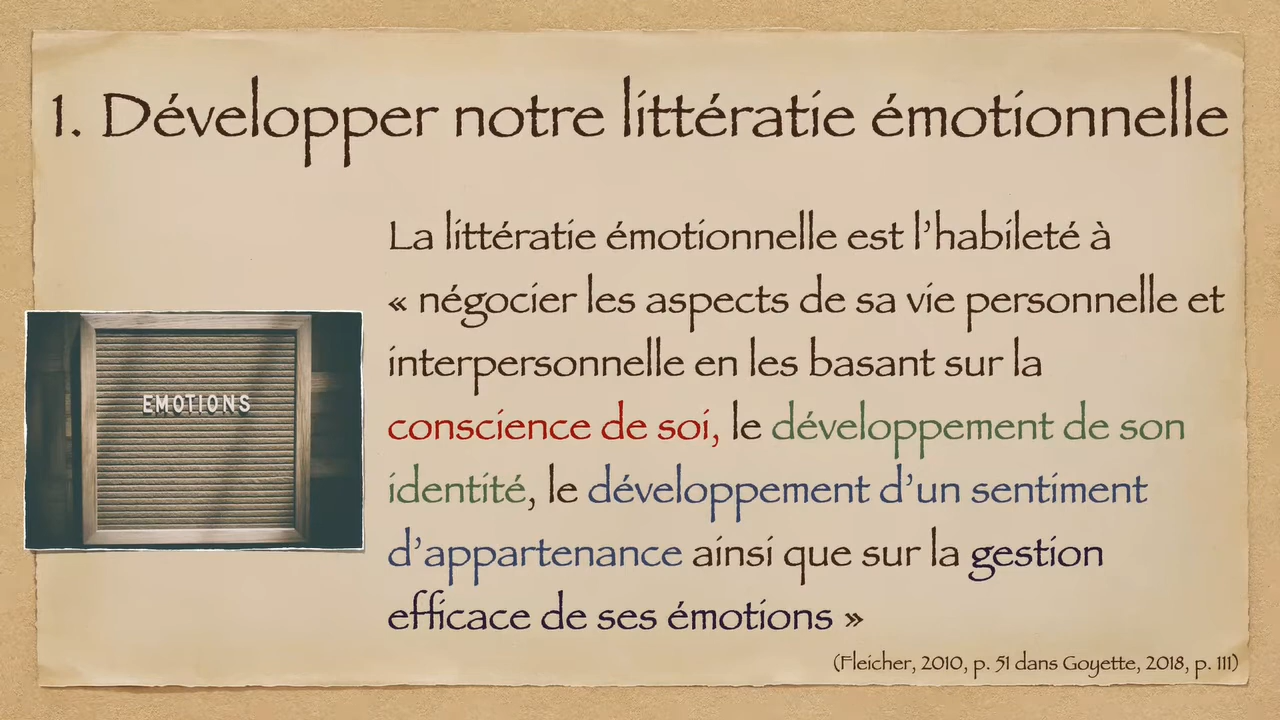 1. Développer notre littératie émotionnelle
La littératie émotionnelle est l'habileté à
« négocier les aspects de sa vie personnelle et
interpersonnelle en les basant sur la
conscience de soi, le développement de son
identité, le développement d'un sentiment
d'appartenance ainsi que sur la gestion
efficace de ses émotions »
EMOTIONS
(Fleicher, 2010, p. 51 dans Goyette, 2018, p. 111)